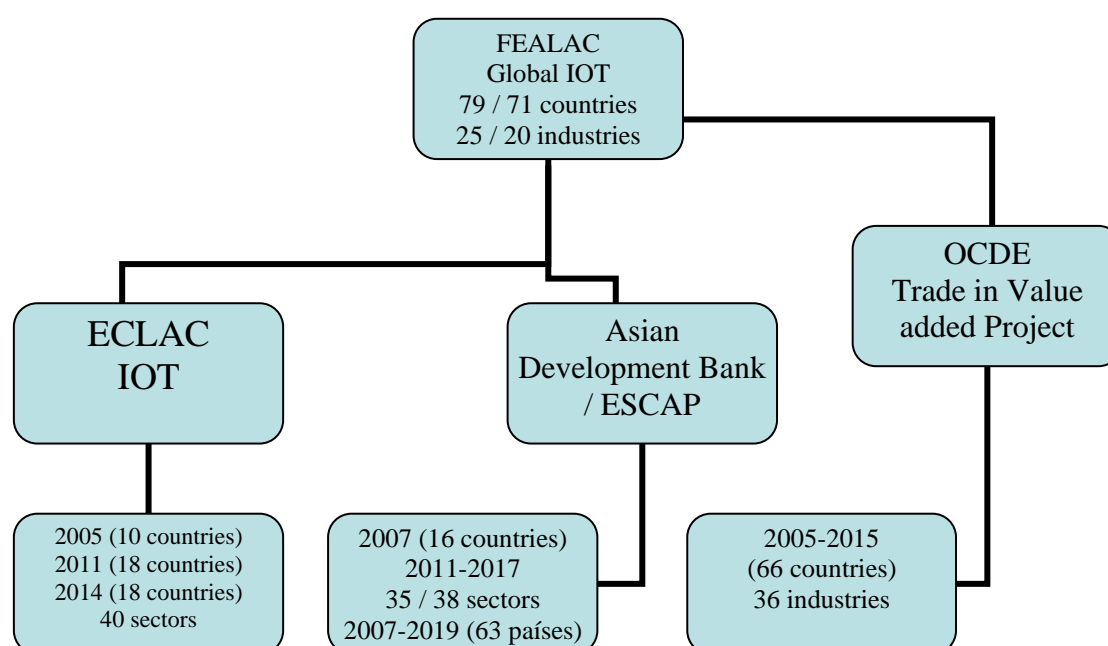 FEALAC
Global IOT
79 / 71 countries
25 / 20 industries
OCDE
Trade in Value
added Project
ECLAC
IOT
Asian
Development Bank
/ ESCAP
2005 (10 countries)
2011 (18 countries)
2014 (18 countries)
40 sectors
2007 (16 countries)
2011-2017
35 / 38 sectors
2007-2019 (63 países)
2005-2015
(66 countries)
36 industries